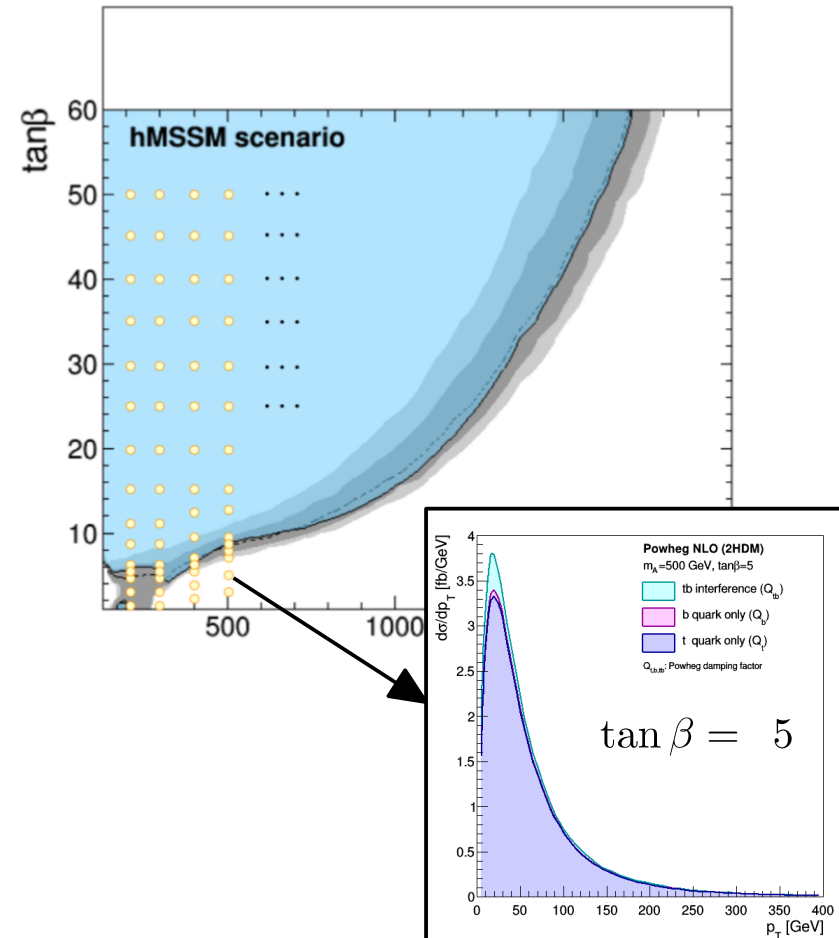 tanβ
60
hMSSM scenario
50
40
30
20
10
500
1000
dσ/dp_T [fb/GeV]
4
3.5
3
2.5
2
1.5
1
0.5
0
Powheg NLO (2HDM)
m_A=500 GeV, tanβ=5
tb interference (Q_tb)
b quark only (Q_b)
t quark only (Q_t)
Q_t,b,tb: Powheg damping factor
tan β = 5
0 50 100 150 200 250 300 350 400
p_T [GeV]